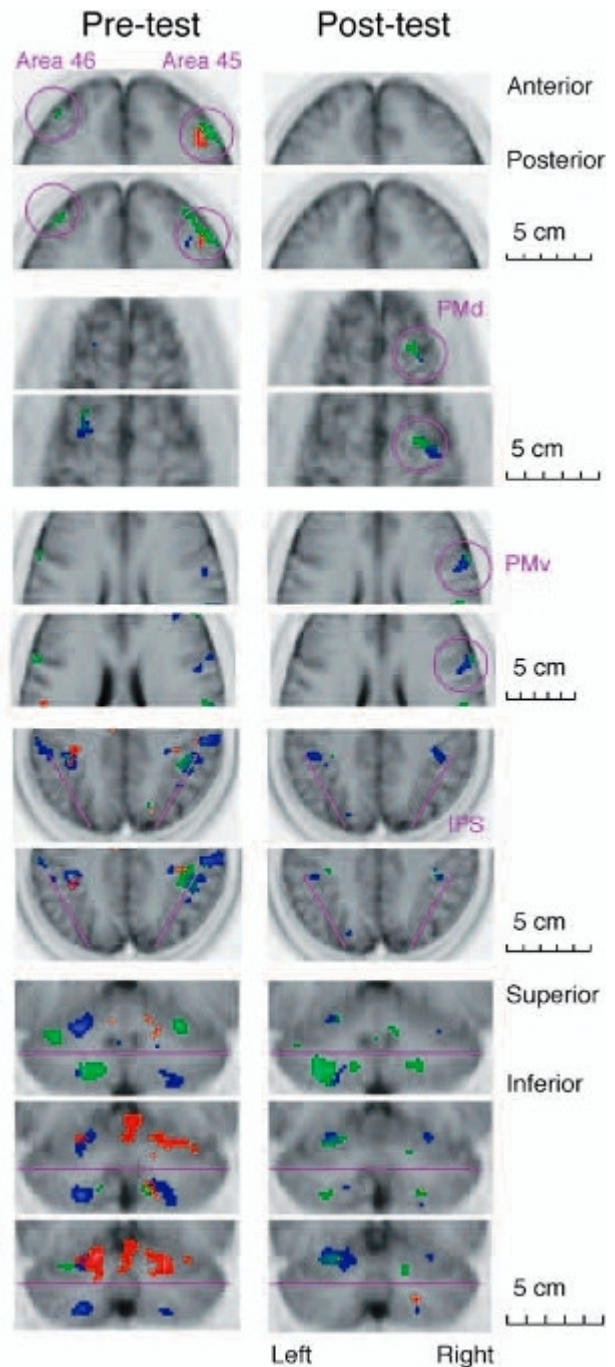 Pre-test Post-test
Area 46 Area 45
Anterior
Posterior
5 cm
PMd
5 cm
PMv
5 cm
IPS
5 cm
Superior
Inferior
5 cm
Left Right